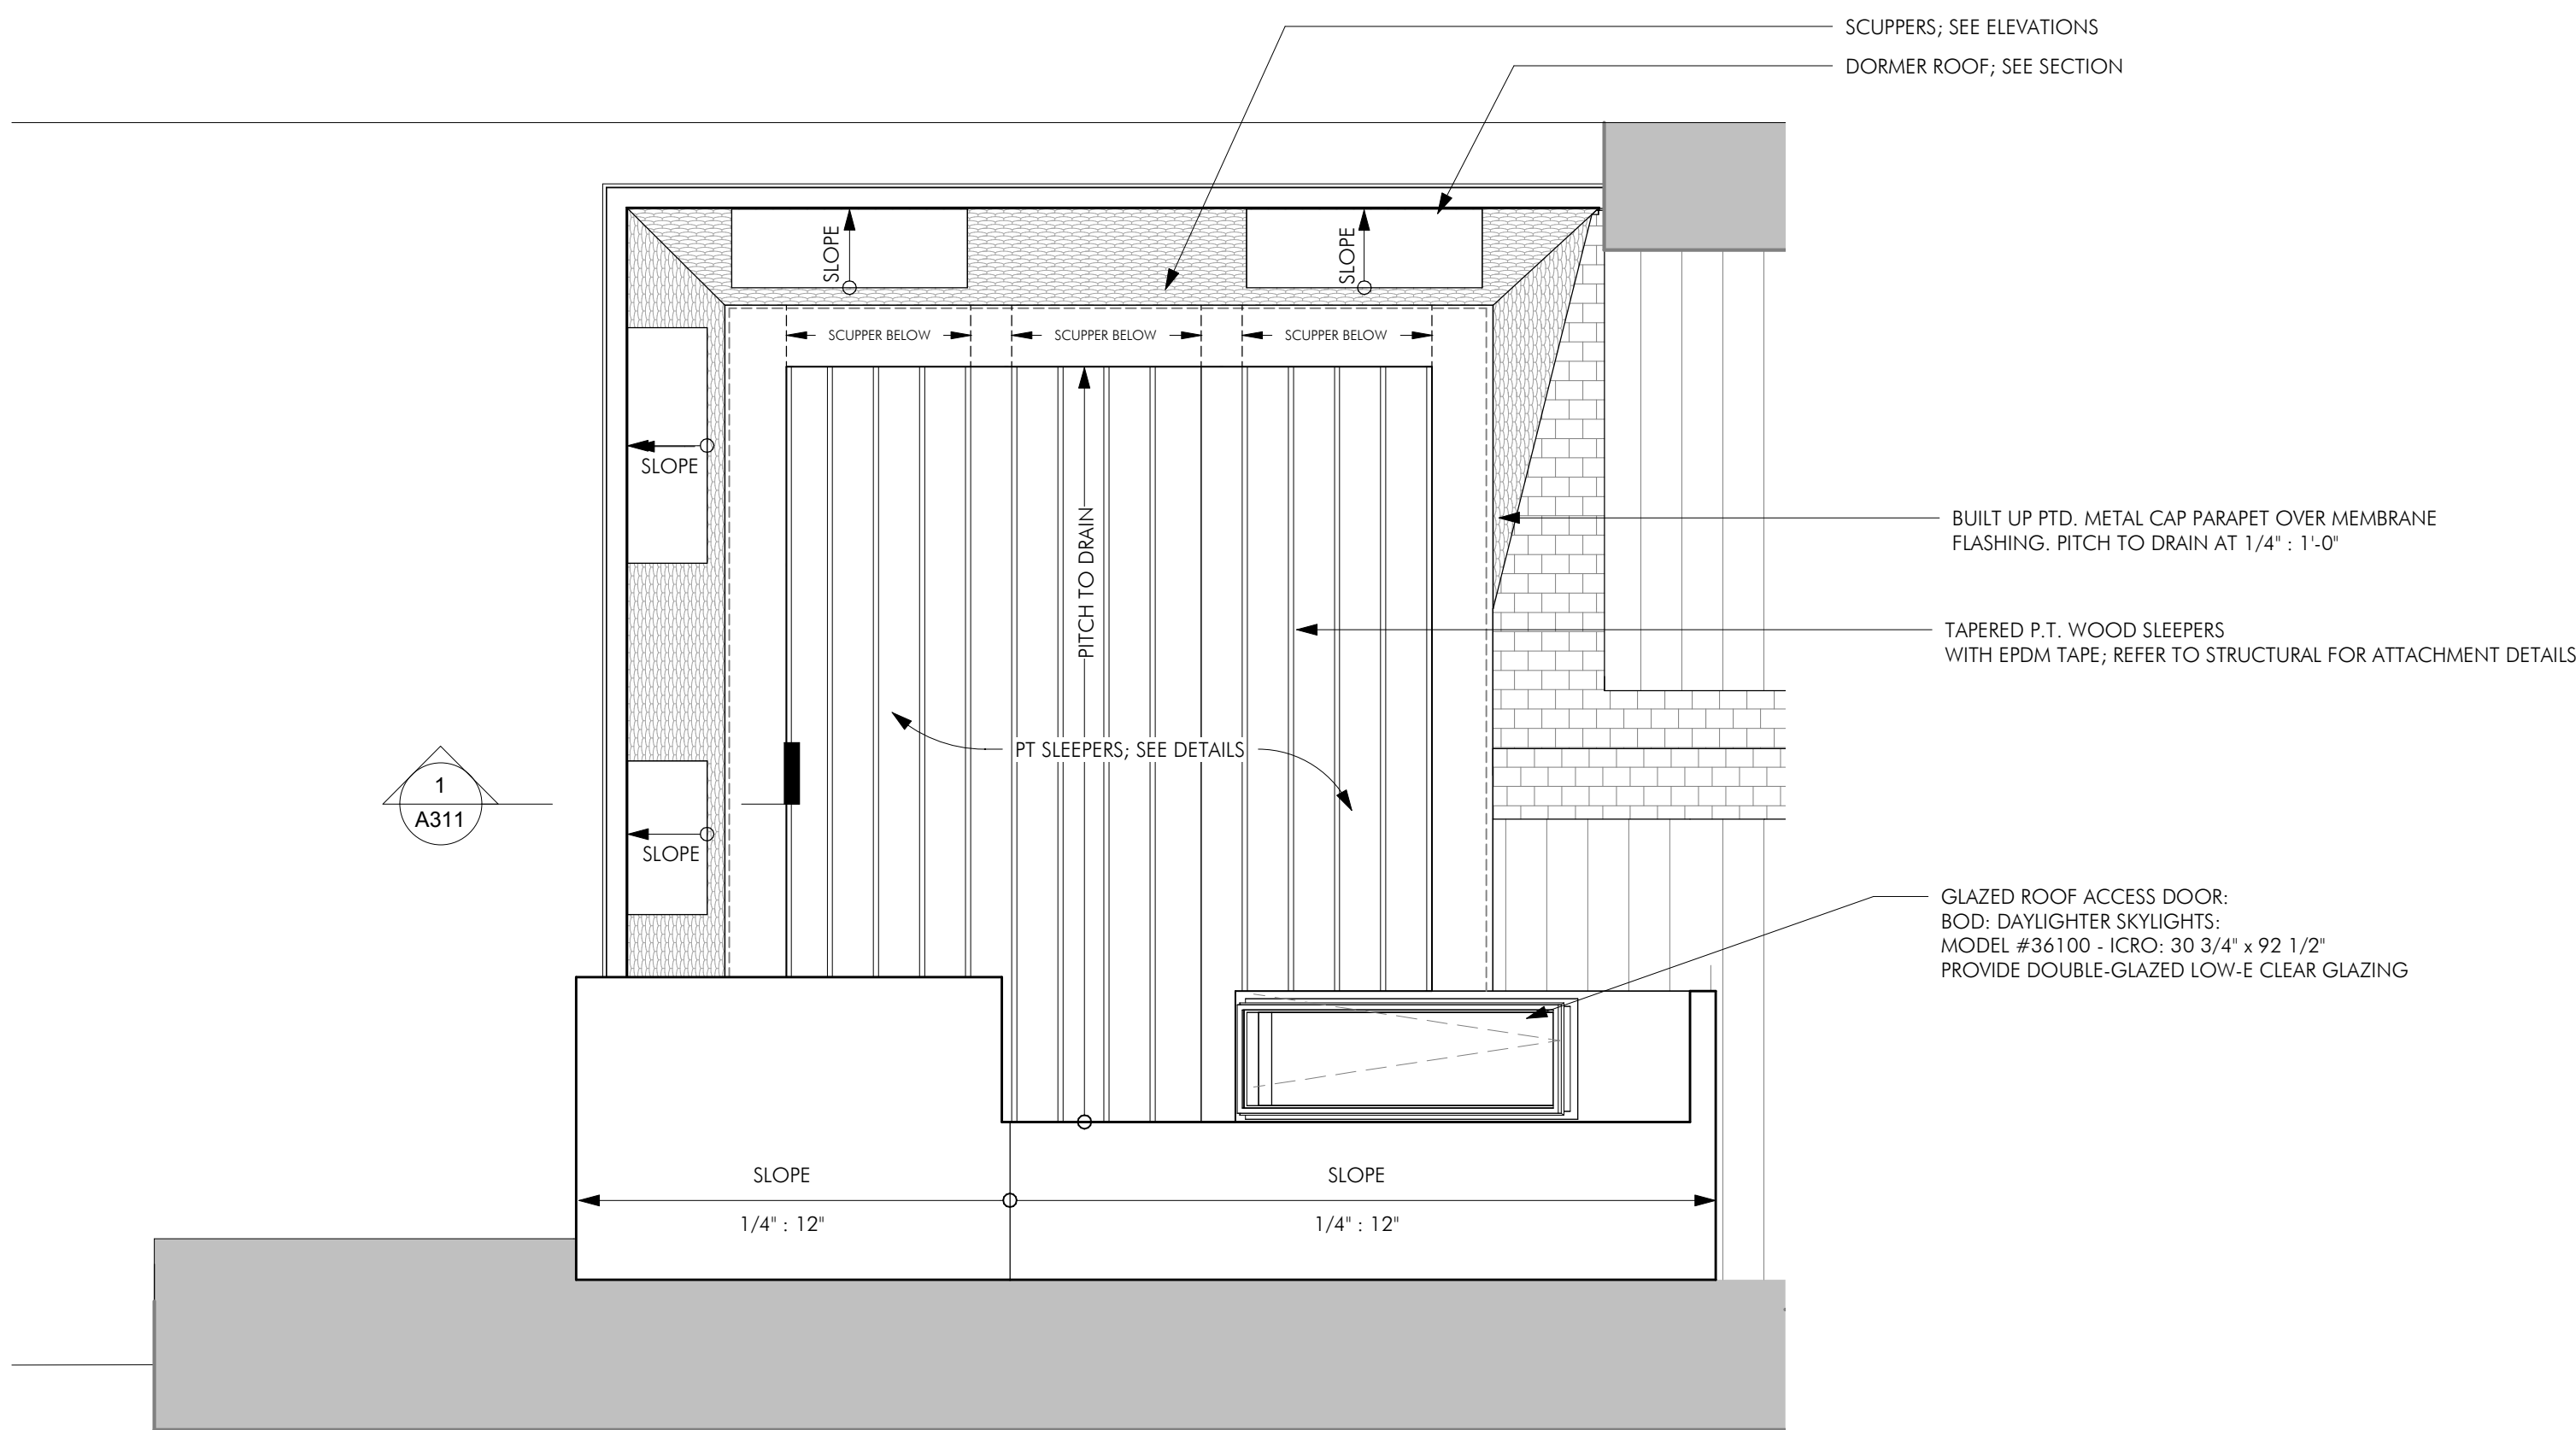 SCUPPERS; SEE ELEVATIONS
DORMER ROOF; SEE SECTION
SLOPE
SLOPE
SCUPPER BELOW
SCUPPER BELOW
SCUPPER BELOW
SLOPE
PITCH TO DRAIN
BUILT UP PTD. METAL CAP PARAPET OVER MEMBRANE
FLASHING. PITCH TO DRAIN AT 1/4" : 1'-0"
TAPERED P.T. WOOD SLEEPERS
WITH EPDM TAPE; REFER TO STRUCTURAL FOR ATTACHMENT DETAILS
PT SLEEPERS; SEE DETAILS
1
A311
SLOPE
GLAZED ROOF ACCESS DOOR:
BOD: DAYLIGHTER SKYLIGHTS:
MODEL #36100 - ICRO: 30 3/4" x 92 1/2"
PROVIDE DOUBLE-GLAZED LOW-E CLEAR GLAZING
SLOPE
1/4" : 12"
SLOPE
1/4" : 12"